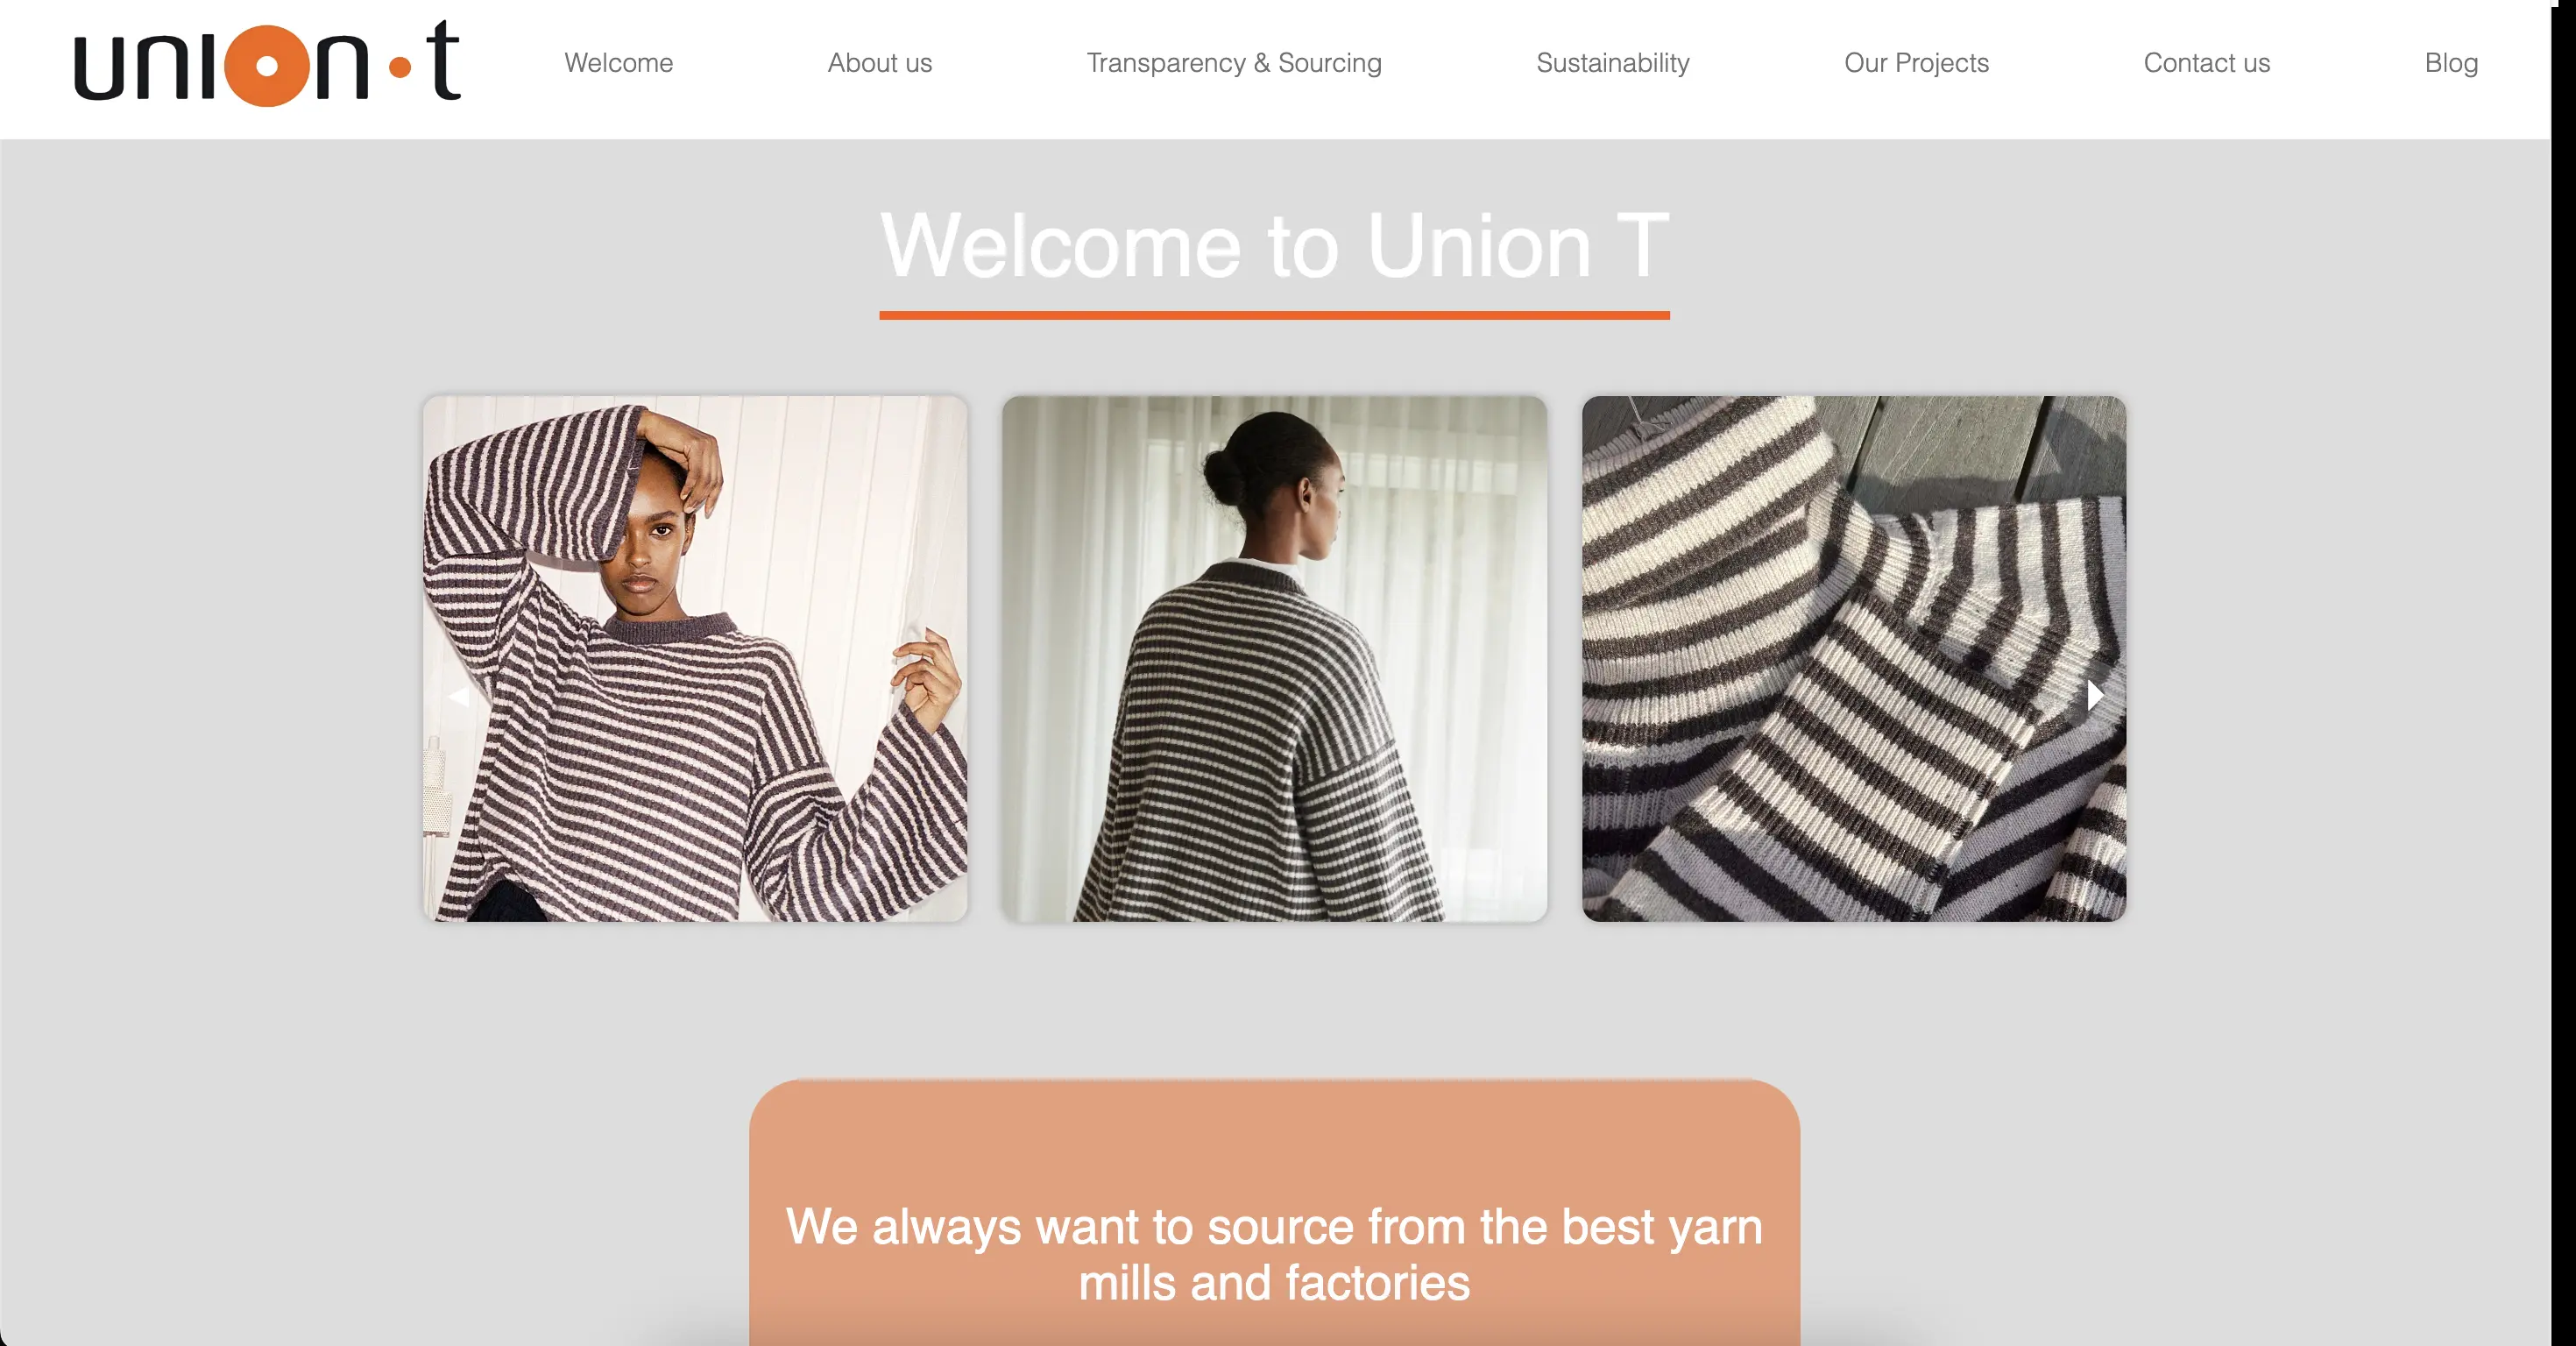 union·t
Welcome
About us
Transparency & Sourcing
Sustainability
Our Projects
Contact us
Blog
Welcome to Union T
We always want to source from the best yarn
mills and factories